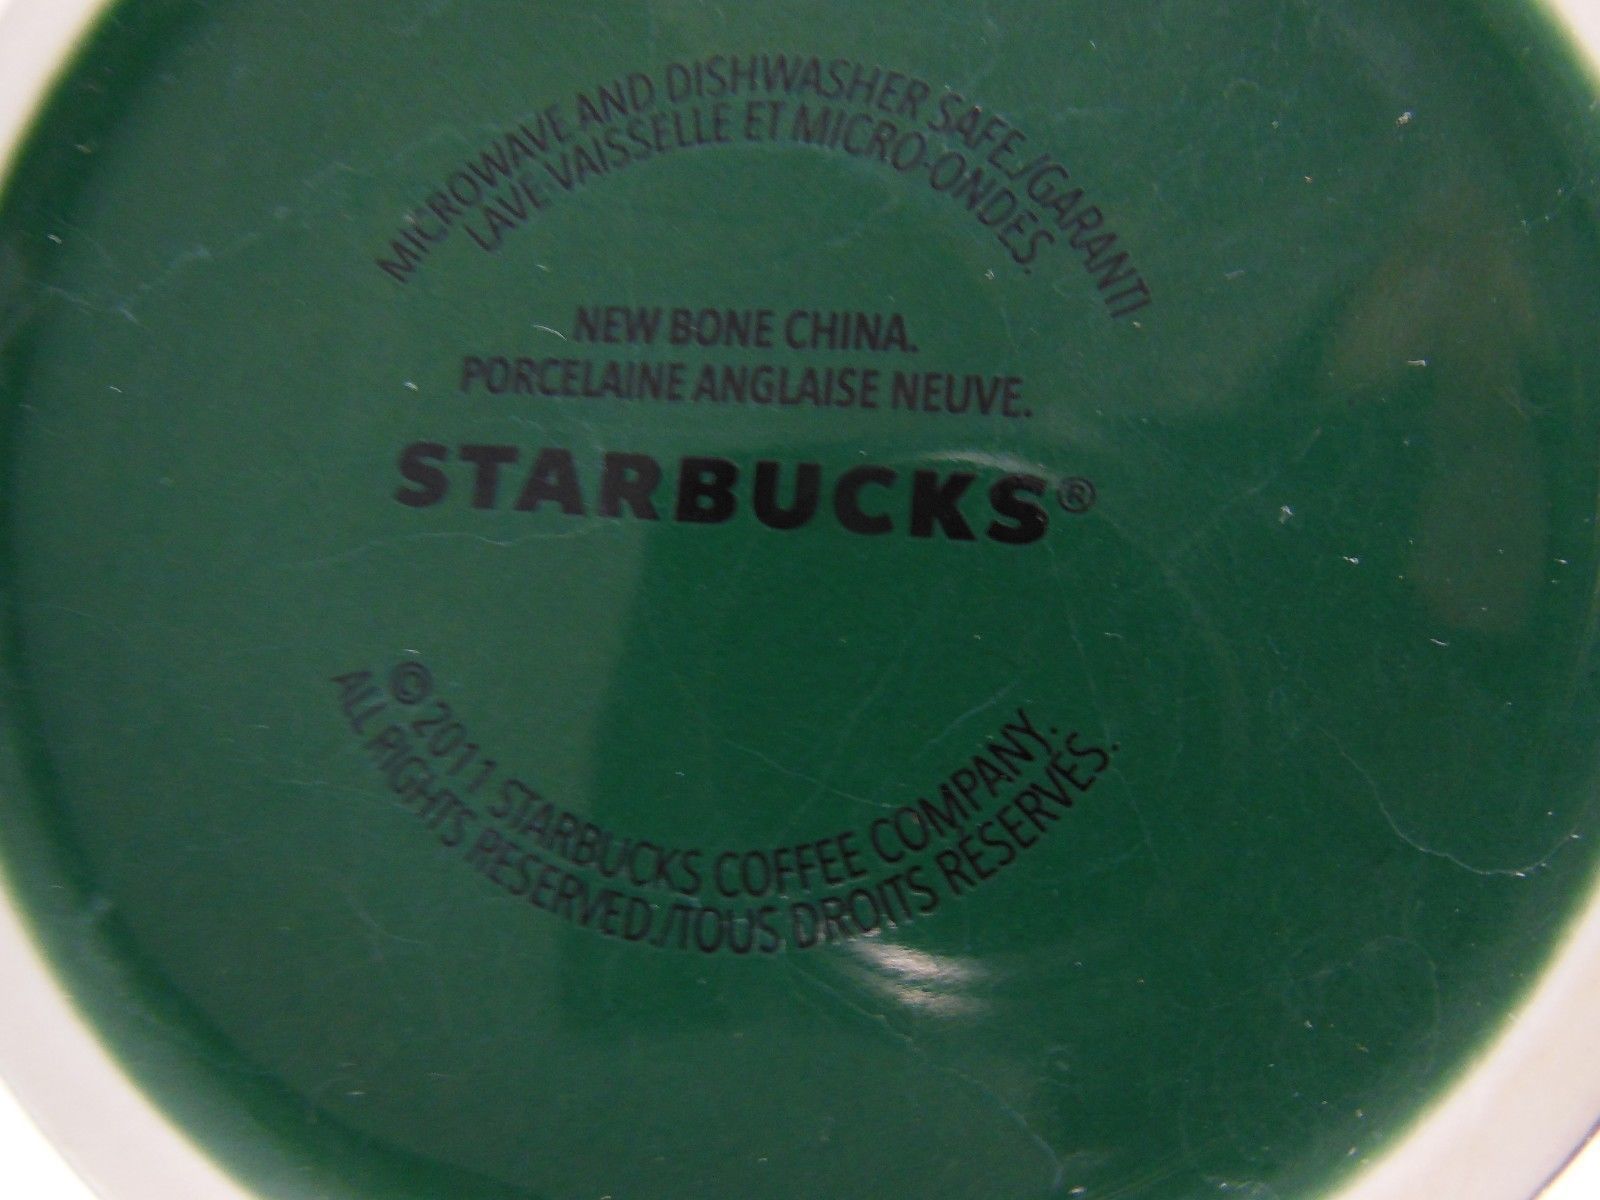 MICROWAVE AND DISHWASHER SAFE./GARANTI
LAVE-VAISSELLE ET MICRO-ONDES.
NEW BONE CHINA.
PORCELAINE ANGLAISE NEUVE.
STARBUCKS®
© 2011 STARBUCKS COFFEE COMPANY.
ALL RIGHTS RESERVED./TOUS DROITS RÉSERVÉS.